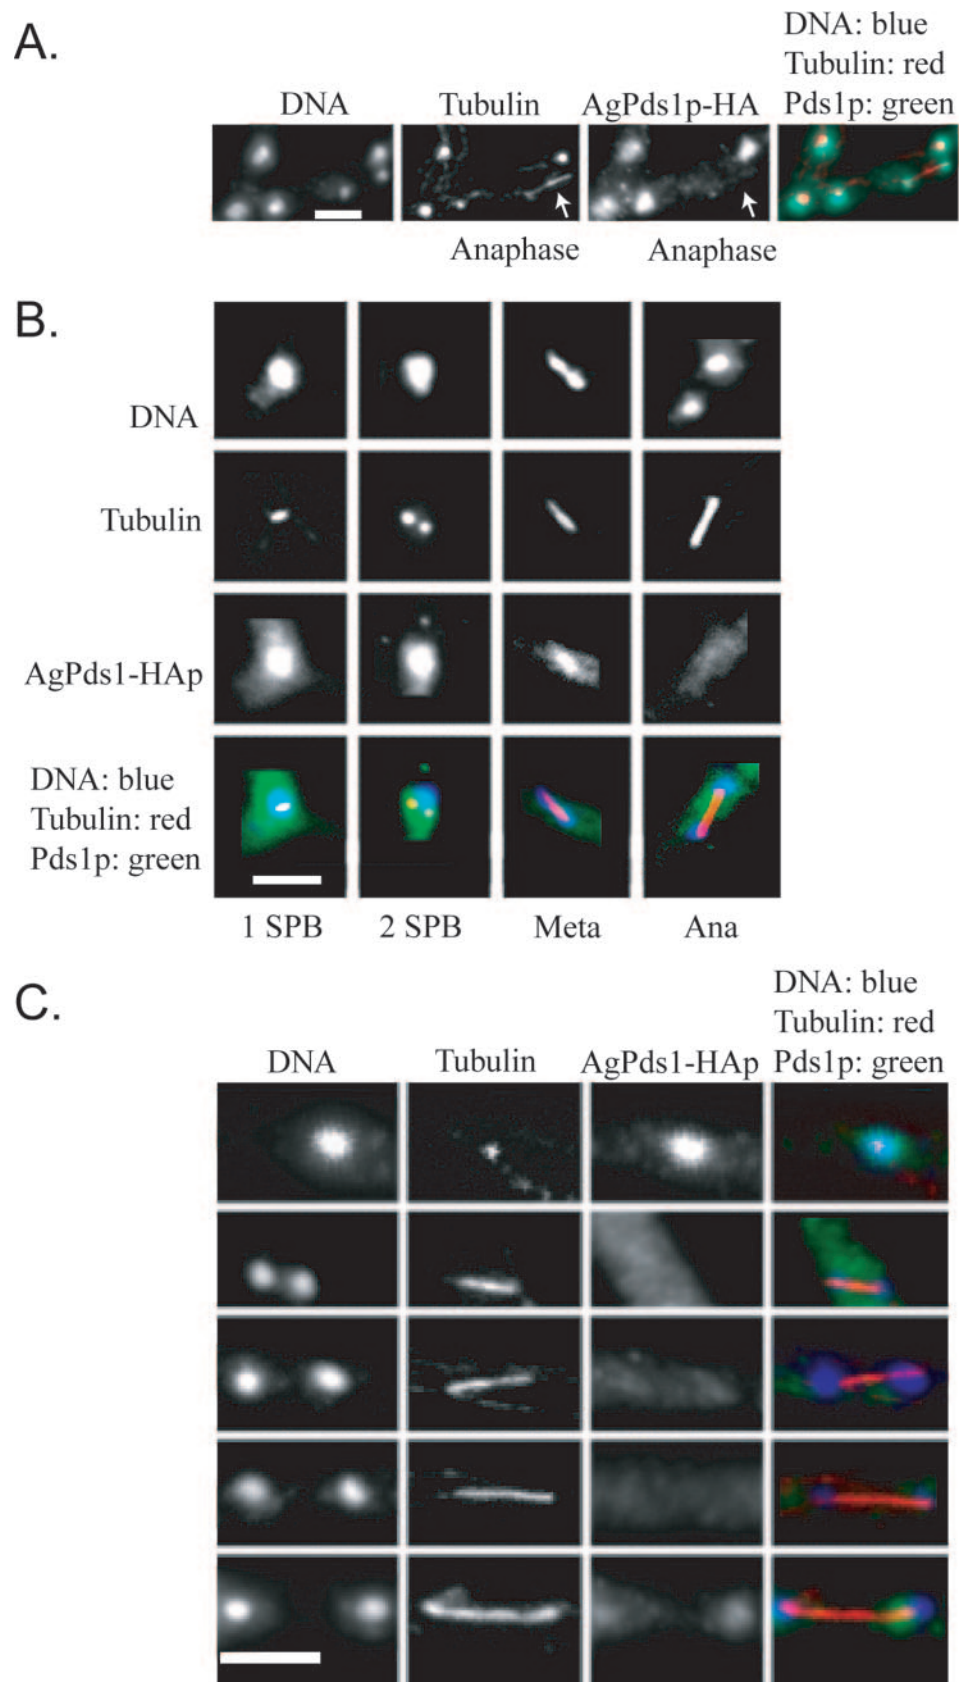 A.
DNA: blue
Tubulin: red
Pds1p: green
DNA
Tubulin
AgPds1p-HA
Anaphase
Anaphase
B.
DNA
Tubulin
AgPds1-HAp
DNA: blue
Tubulin: red
Pds1p: green
1 SPB
2 SPB
Meta
Ana
C.
DNA: blue
Tubulin: red
Pds1p: green
DNA
Tubulin
AgPds1-HAp